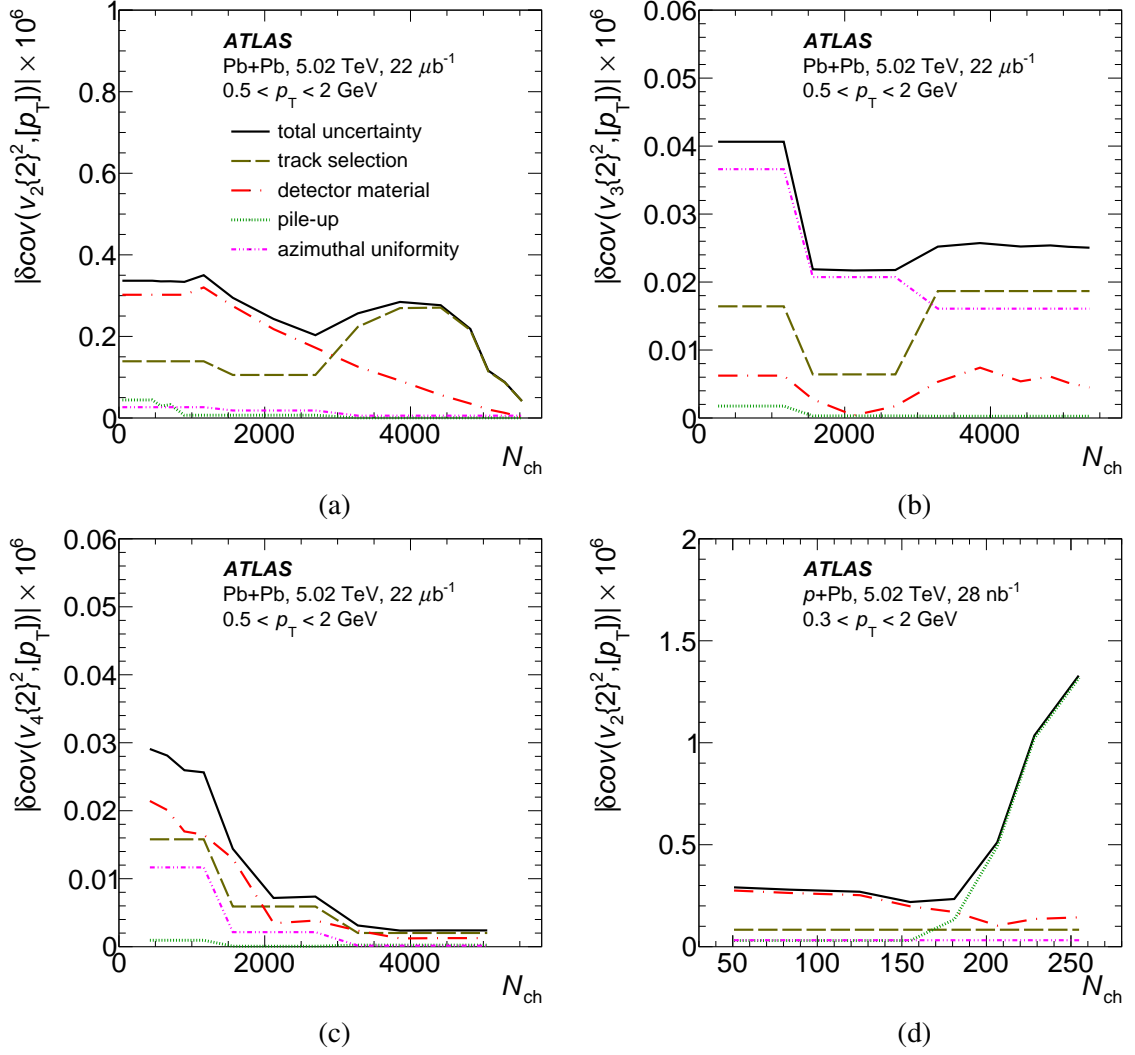 |δcov(v₂{2}²,[p_T])| × 10⁶
1
0.8
0.6
0.4
0.2
0
ATLAS
Pb+Pb, 5.02 TeV, 22 μb⁻¹
0.5 < p_T < 2 GeV
total uncertainty
track selection
detector material
pile-up
azimuthal uniformity
0 2000 4000
N_ch
(a)
|δcov(v₃{2}²,[p_T])| × 10⁶
0.06
0.05
0.04
0.03
0.02
0.01
0
ATLAS
Pb+Pb, 5.02 TeV, 22 μb⁻¹
0.5 < p_T < 2 GeV
0 2000 4000
N_ch
(b)
|δcov(v₄{2}²,[p_T])| × 10⁶
0.06
0.05
0.04
0.03
0.02
0.01
0
ATLAS
Pb+Pb, 5.02 TeV, 22 μb⁻¹
0.5 < p_T < 2 GeV
0 2000 4000
N_ch
(c)
|δcov(v₂{2}²,[p_T])| × 10⁶
2
1.5
1
0.5
0
ATLAS
p+Pb, 5.02 TeV, 28 nb⁻¹
0.3 < p_T < 2 GeV
50 100 150 200 250
N_ch
(d)